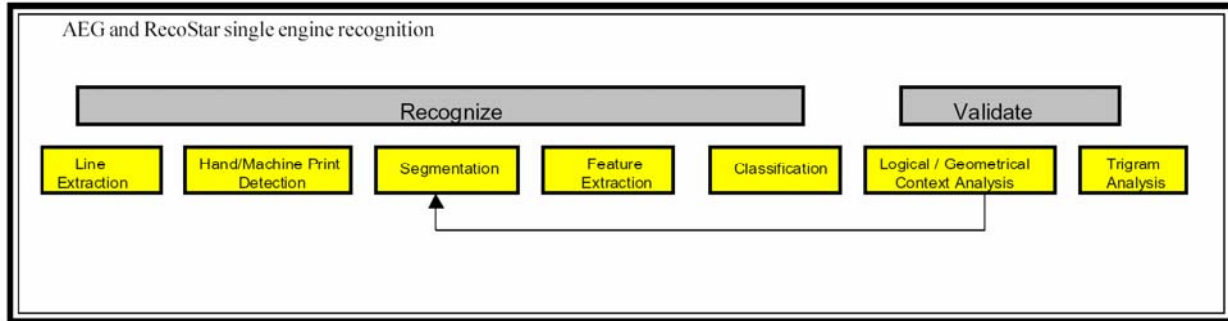 AEG and RecoStar single engine recognition
Recognize
Validate
Line
Extraction
Hand/Machine Print
Detection
Segmentation
Feature
Extraction
Classification
Logical / Geometrical
Context Analysis
Trigram
Analysis